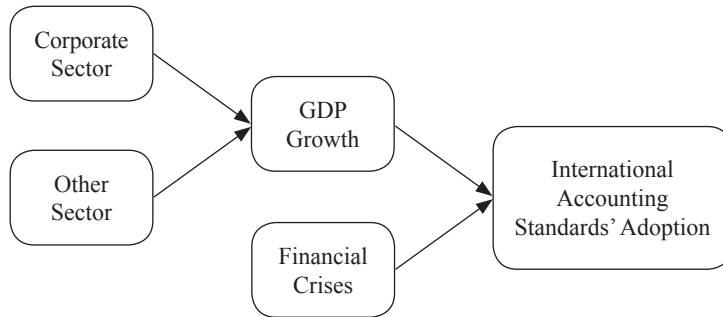 Corporate
Sector
Other
Sector
GDP
Growth
Financial
Crises
International
Accounting
Standards’ Adoption